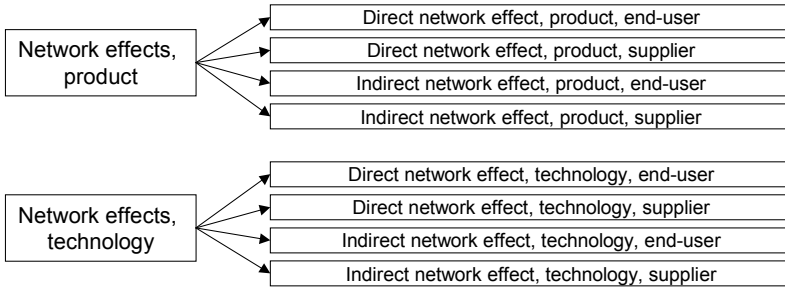 Network effects,
product
Direct network effect, product, end-user
Direct network effect, product, supplier
Indirect network effect, product, end-user
Indirect network effect, product, supplier
Network effects,
technology
Direct network effect, technology, end-user
Direct network effect, technology, supplier
Indirect network effect, technology, end-user
Indirect network effect, technology, supplier